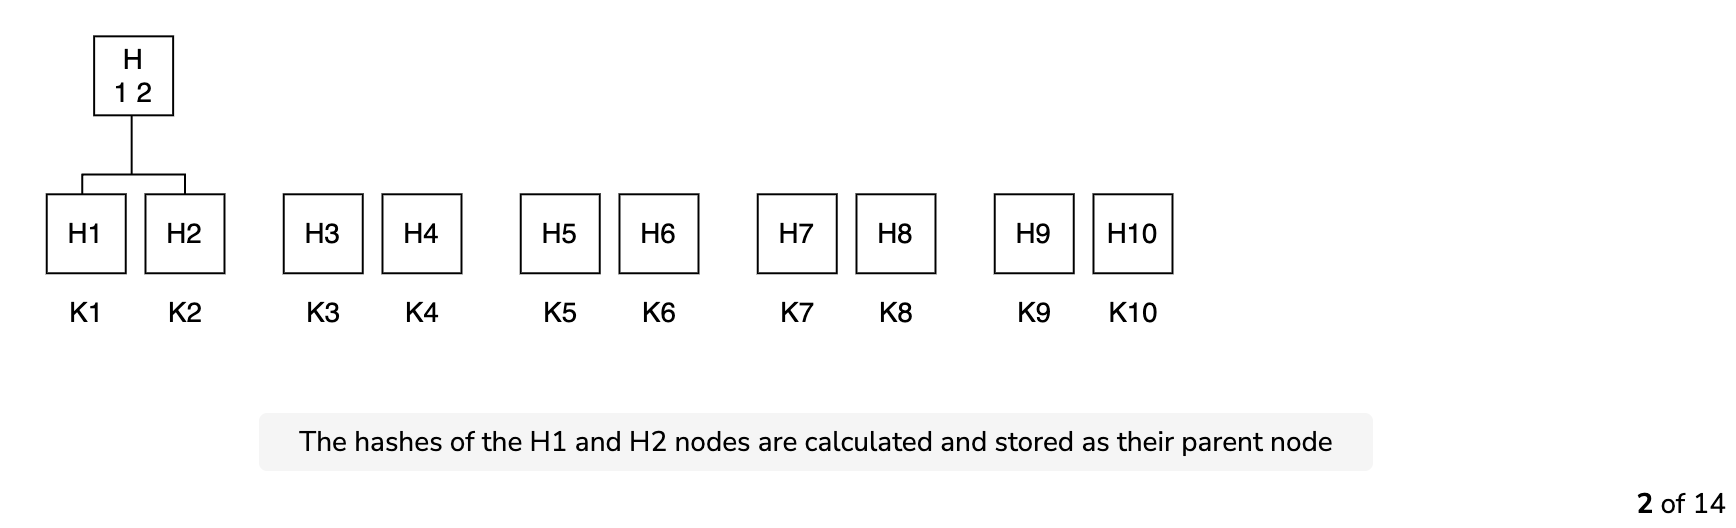 H
1 2
H1 H2 H3 H4 H5 H6 H7 H8 H9 H10
K1 K2 K3 K4 K5 K6 K7 K8 K9 K10
The hashes of the H1 and H2 nodes are calculated and stored as their parent node
2 of 14